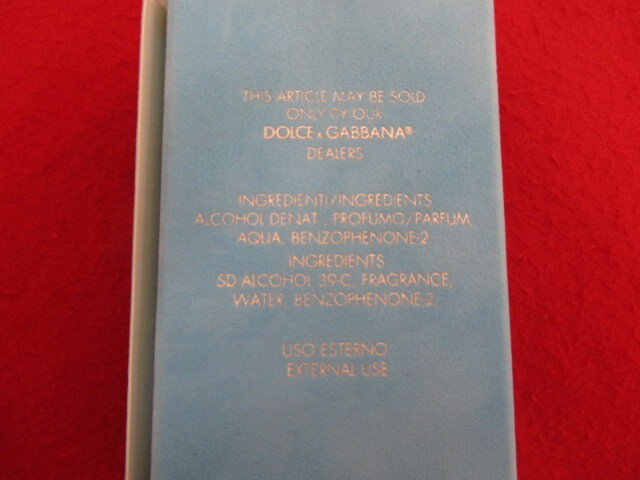 THIS ARTICLE MAY BE SOLD
ONLY BY OUR
DOLCE & GABBANA®
DEALERS
INGREDIENTI/INGREDIENTS
ALCOHOL DENAT., PROFUMO/PARFUM,
AQUA, BENZOPHENONE-2
INGREDIENTS
SD ALCOHOL 39-C, FRAGRANCE,
WATER, BENZOPHENONE-2
USO ESTERNO
EXTERNAL USE